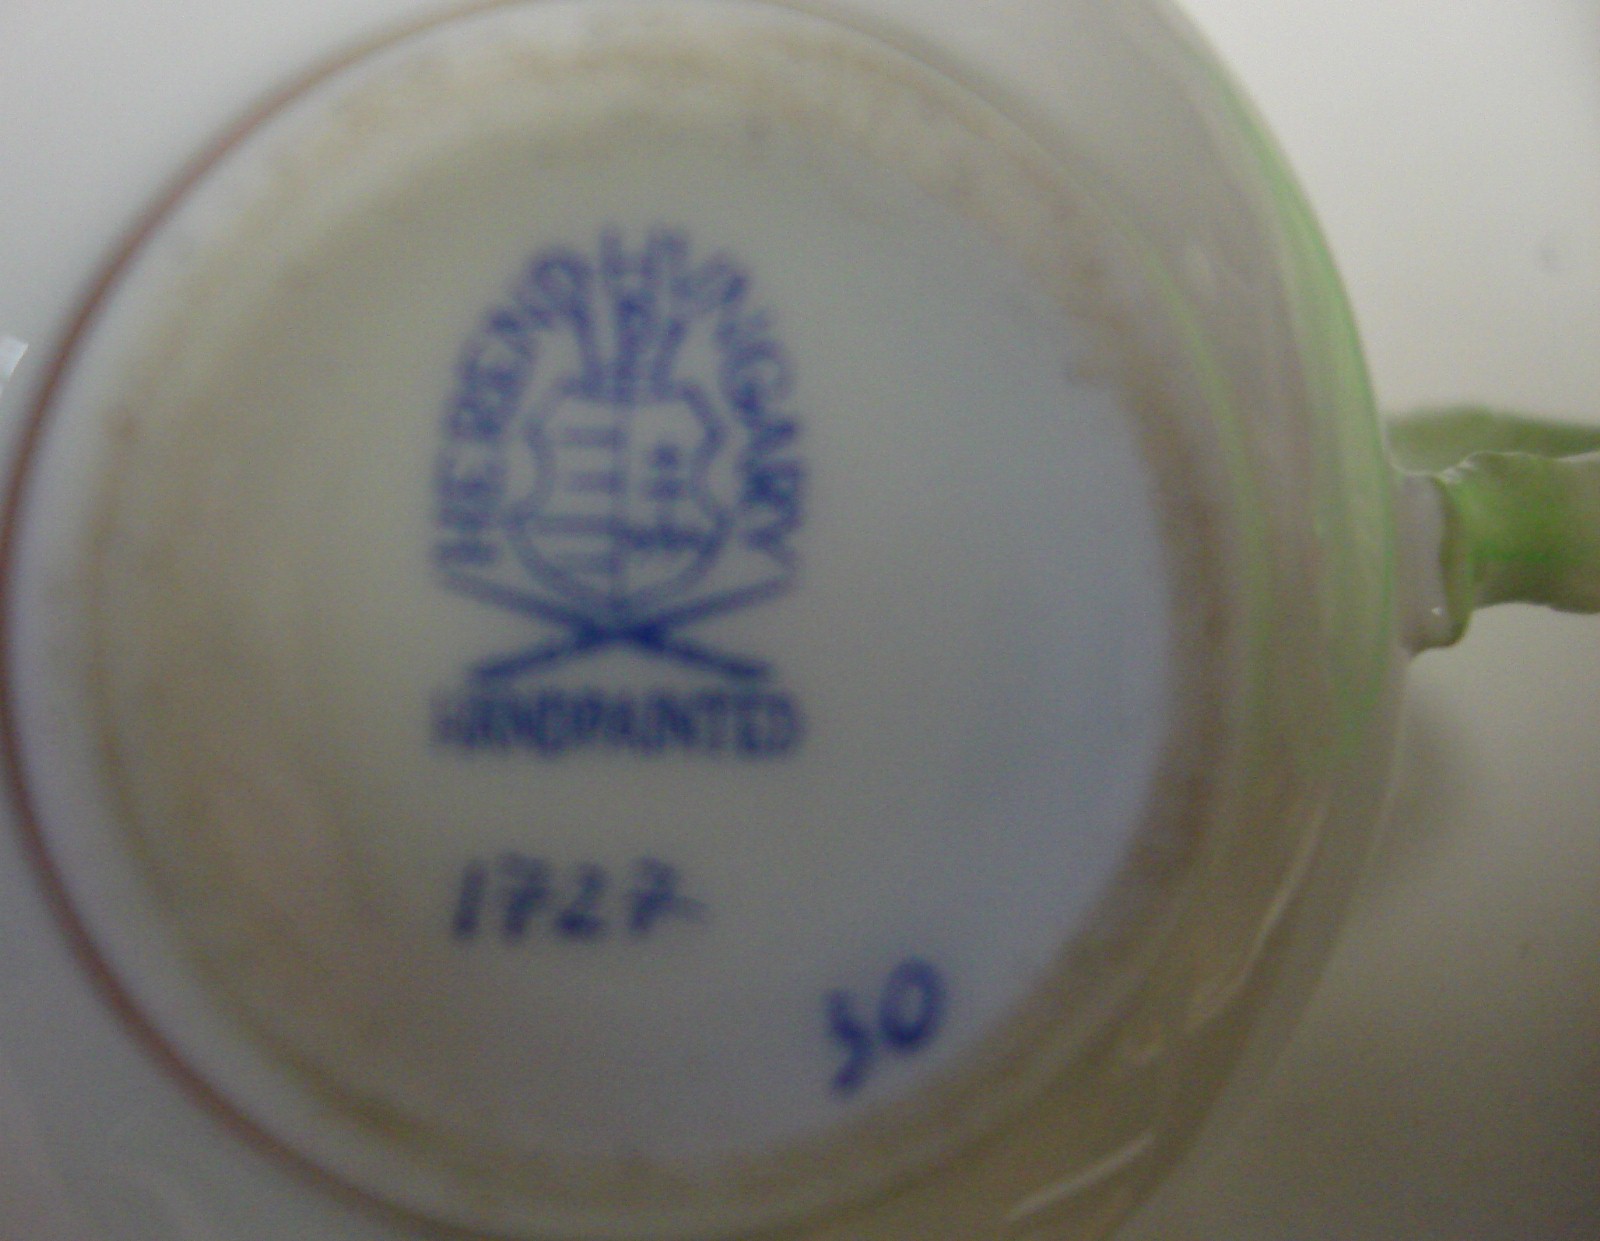 HEREND HUNGARY
HANDPAINTED
1727
30